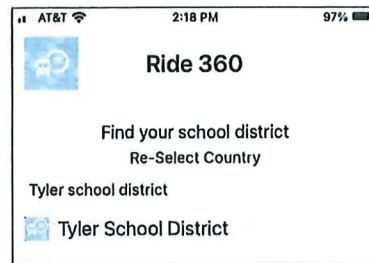 AT&T 2:18 PM 97%
Ride 360
Find your school district
Re-Select Country
Tyler school district
Tyler School District